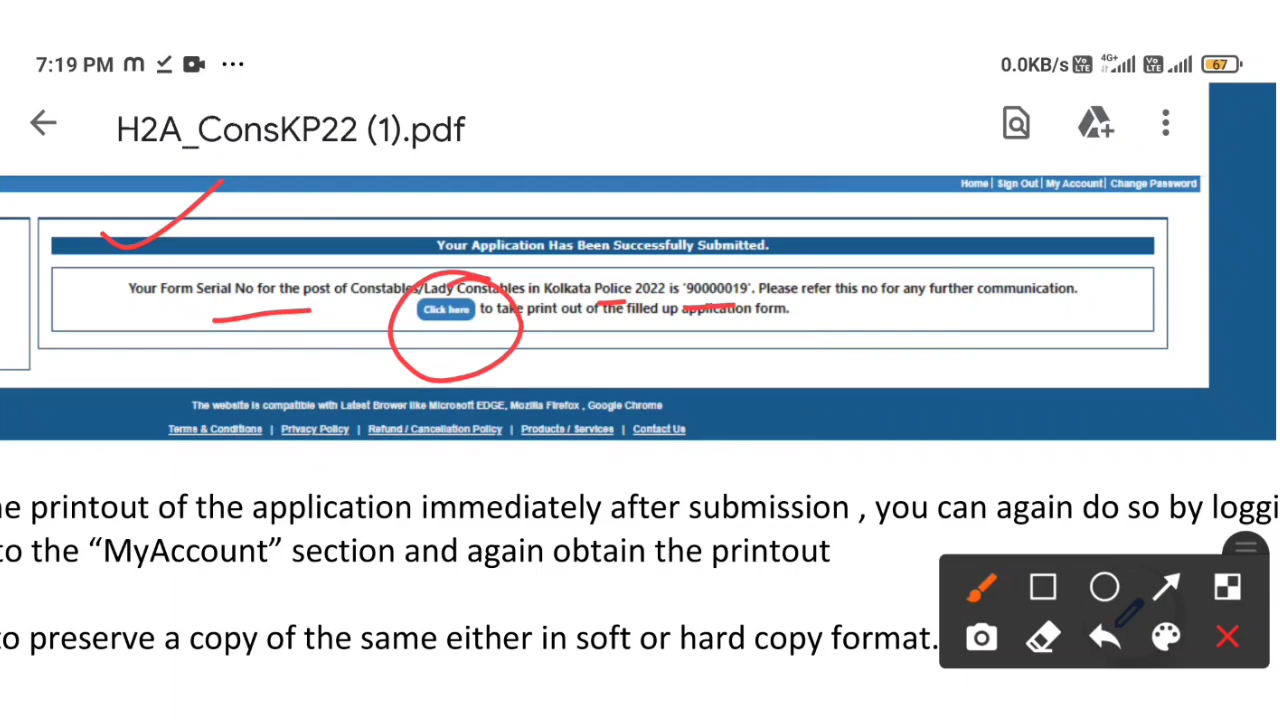 7:19 PM m ...
0.0KB/s Vo LTE 4G+ Vo LTE 67
H2A_ConsKP22 (1).pdf
Home | Sign Out | My Account | Change Password
Your Application Has Been Successfully Submitted.
Your Form Serial No for the post of Constables/Lady Constables in Kolkata Police 2022 is '90000019'. Please refer this no for any further communication.
Click here to take print out of the filled up application form.
The website is compatible with Latest Brower like Microsoft EDGE, Mozilla Firefox , Google Chrome
Terms & Conditions | Privacy Policy | Refund / Cancellation Policy | Products / Services | Contact Us
e printout of the application immediately after submission , you can again do so by loggi
to the “MyAccount” section and again obtain the printout
to preserve a copy of the same either in soft or hard copy format.